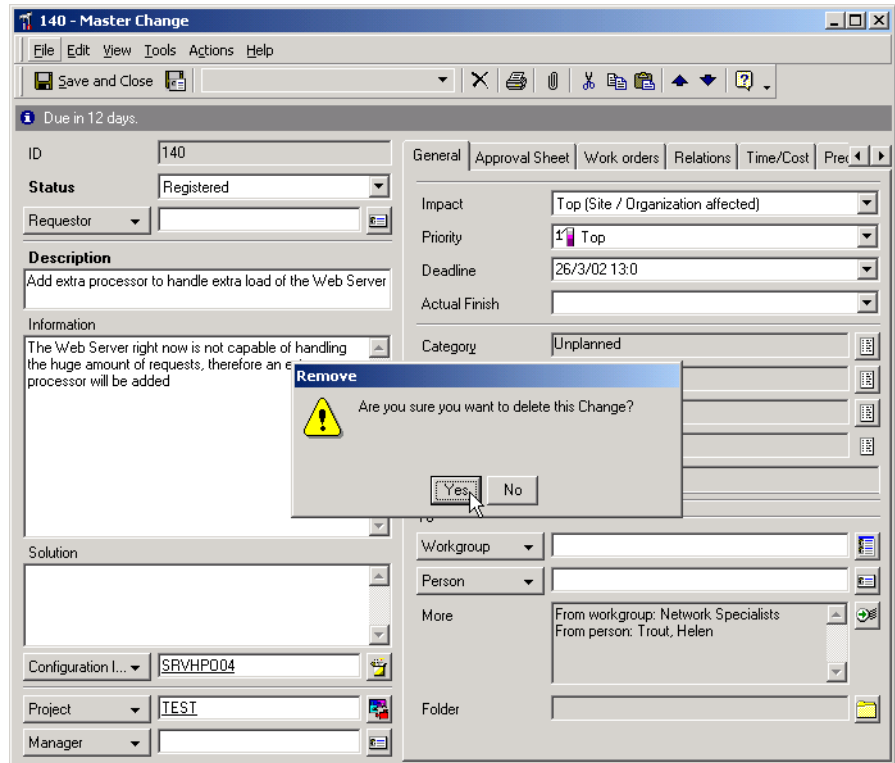 140 - Master Change
File Edit View Tools Actions Help
Save and Close
Due in 12 days.
ID 140
Status Registered
Requestor
Description
Add extra processor to handle extra load of the Web Server
Information
The Web Server right now is not capable of handling
the huge amount of requests, therefore an
processor will be added
Solution
Configuration I...  SRVHPO04
Project TEST
Manager
General Approval Sheet Work orders Relations Time/Cost
Impact Top (Site / Organization affected)
Priority 1 Top
Deadline 26/3/02 13:0
Actual Finish
Category Unplanned
Remove
Are you sure you want to delete this Change?
Yes No
Workgroup
Person
More From workgroup: Network Specialists
From person: Trout, Helen
Folder